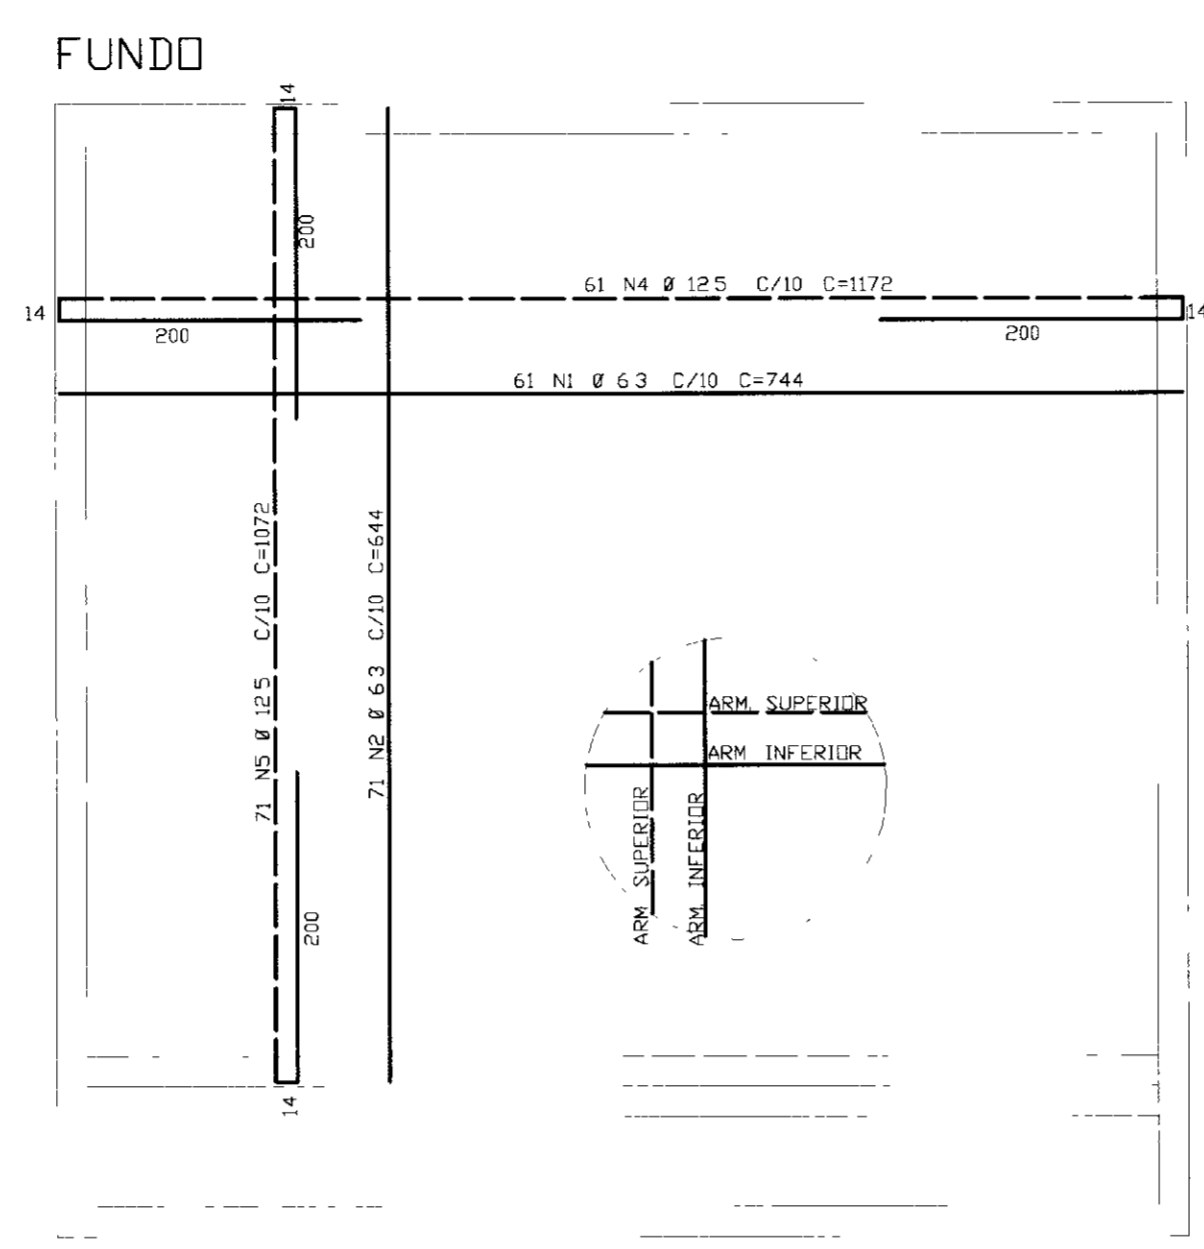 FUNDO
14
200
61 N4 Ø 12 5 C/10 C=1172
14
14
200
200
61 N1 Ø 6 3 C/10 C=744
71 N5 Ø 12 5 C/10 C=1072
71 N2 Ø 6 3 C/10 C=644
ARM. SUPERIOR
ARM INFERIOR
ARM SUPERIOR
ARM. INFERIOR
200
14